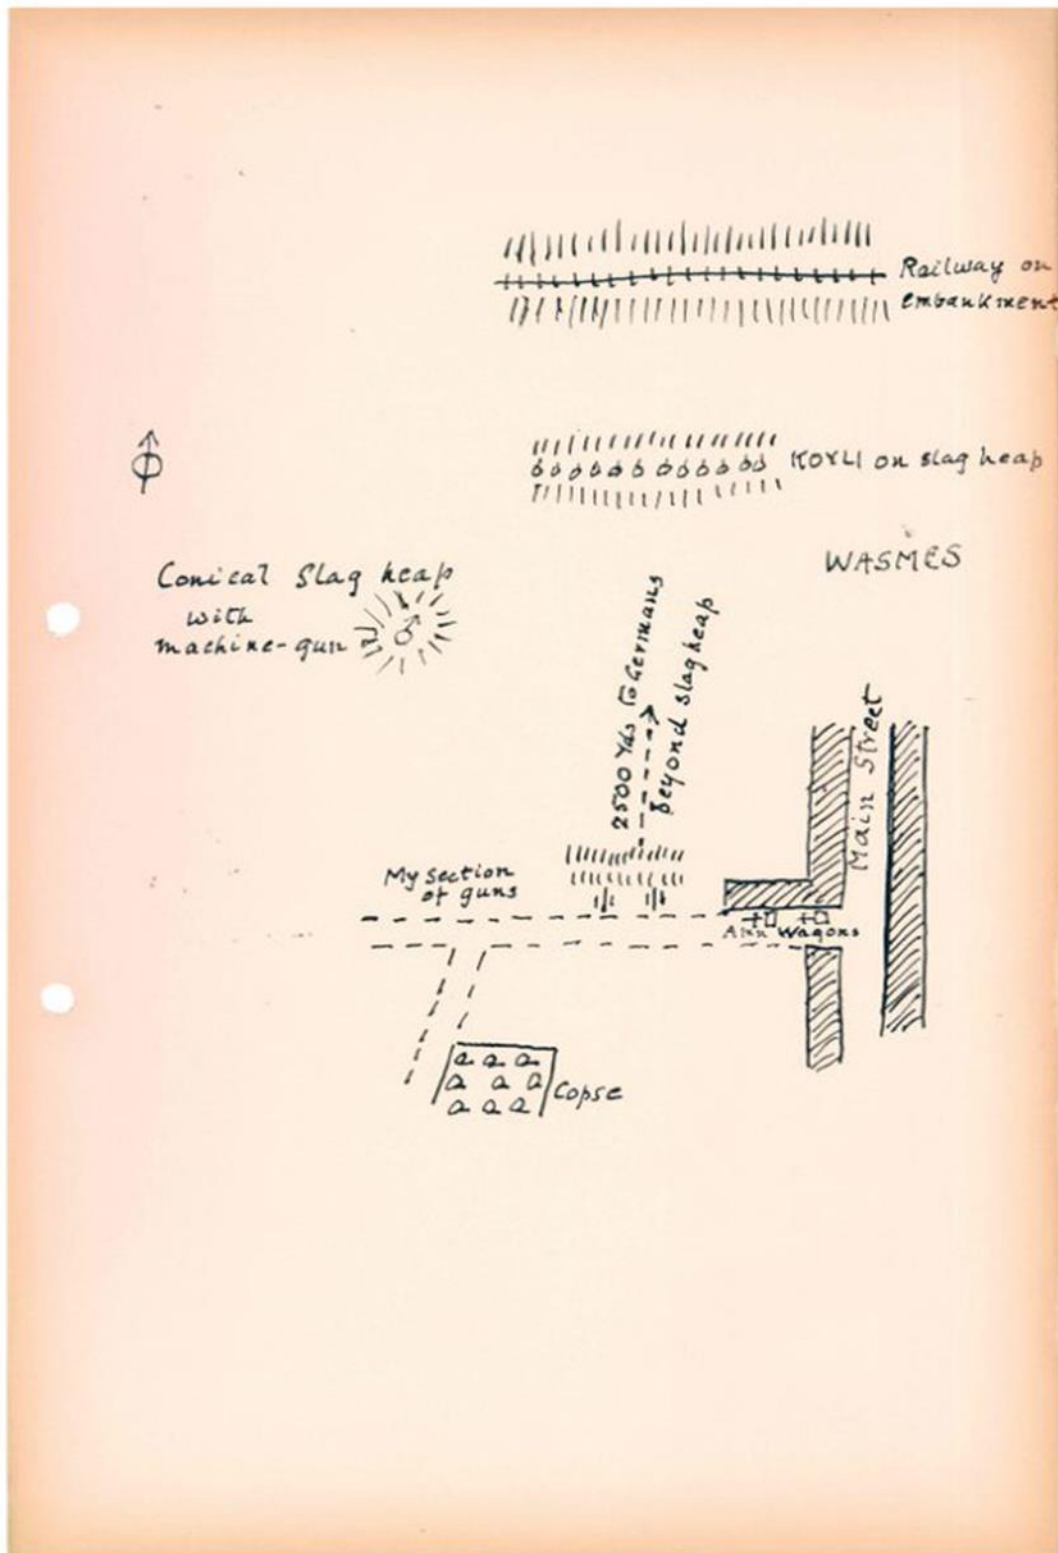 Railway on
embankment
KOYLI on slag heap
WASMES
Conical Slag heap
with
machine-gun
2500 Yds to Germans
beyond slag heap
Main Street
My section
of guns
Amn Wagons
Copse